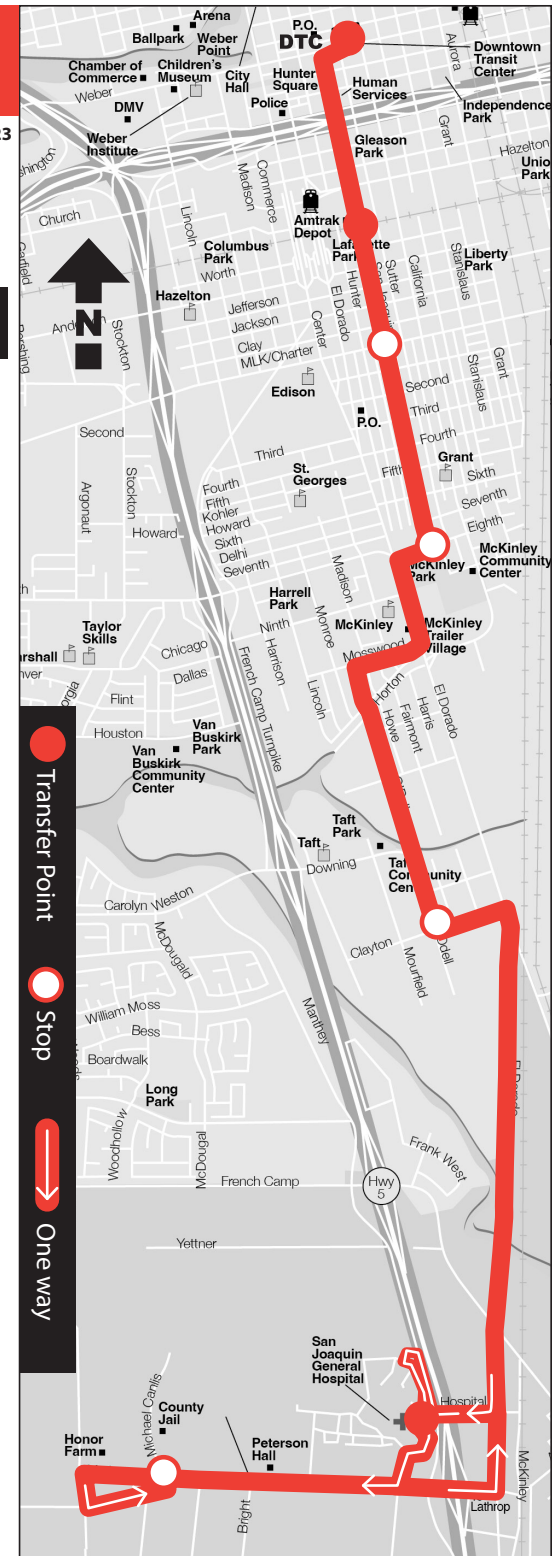 Arena
P.O.
Ballpark
Weber
Point
DTC
Aurora
Downtown
Transit
Center
Chamber of
Commerce
Children's
Museum
City
Hall
Hunter
Square
Human
Services
Weber
DMV
Police
Independence
Park
23
Weber
Institute
Grant
Gleason
Park
Hazelton
Union
Park
Commerce
Madison
Church
Lincoln
Amtrak
Depot
Lafayette
Park
Columbus
Park
Garfield
Worth
Hunter
El Dorado
Sutter
California
Stanislaus
Liberty
Park
Hazelton
Jefferson
Jackson
Clay
MLK/Charter
Center
N
Stockton
Edison
P.O.
Second
Third
Fourth
Stanislaus
Grant
Second
Third
Fifth
Grant
Sixth
Seventh
Eighth
St.
Georges
Argonaut
Stockton
Howard
Fourth
Fifth
Kohler
Howard
Sixth
Delhi
Seventh
Madison
McKinley
Park
McKinley
Community
Center
Harrell
Park
Monroe
McKinley
McKinley
Trailer
Village
Taylor
Skills
Ninth
Harrison
Mosswood
Chicago
Dallas
French Camp Turnpike
Lincoln
Horton
Howe
Fairmont
Harris
El Dorado
Flint
Houston
Van
Buskirk
Park
Van
Buskirk
Community
Center
Taft
Park
Taft
Downing
Taft
Community
Center
Carolyn Weston
McDougald
Clayton
Mourfield
Odell
William Moss
Bess
Boardwalk
Manthey
Long
Park
Woodhollow
McDougal
El Dorado
French Camp
Frank West
Hwy
5
Yettner
San
Joaquin
General
Hospital
Hospital
Michael Canlis
County
Jail
Honor
Farm
Peterson
Hall
Bright
McKinley
Lathrop
Transfer Point
Stop
One way